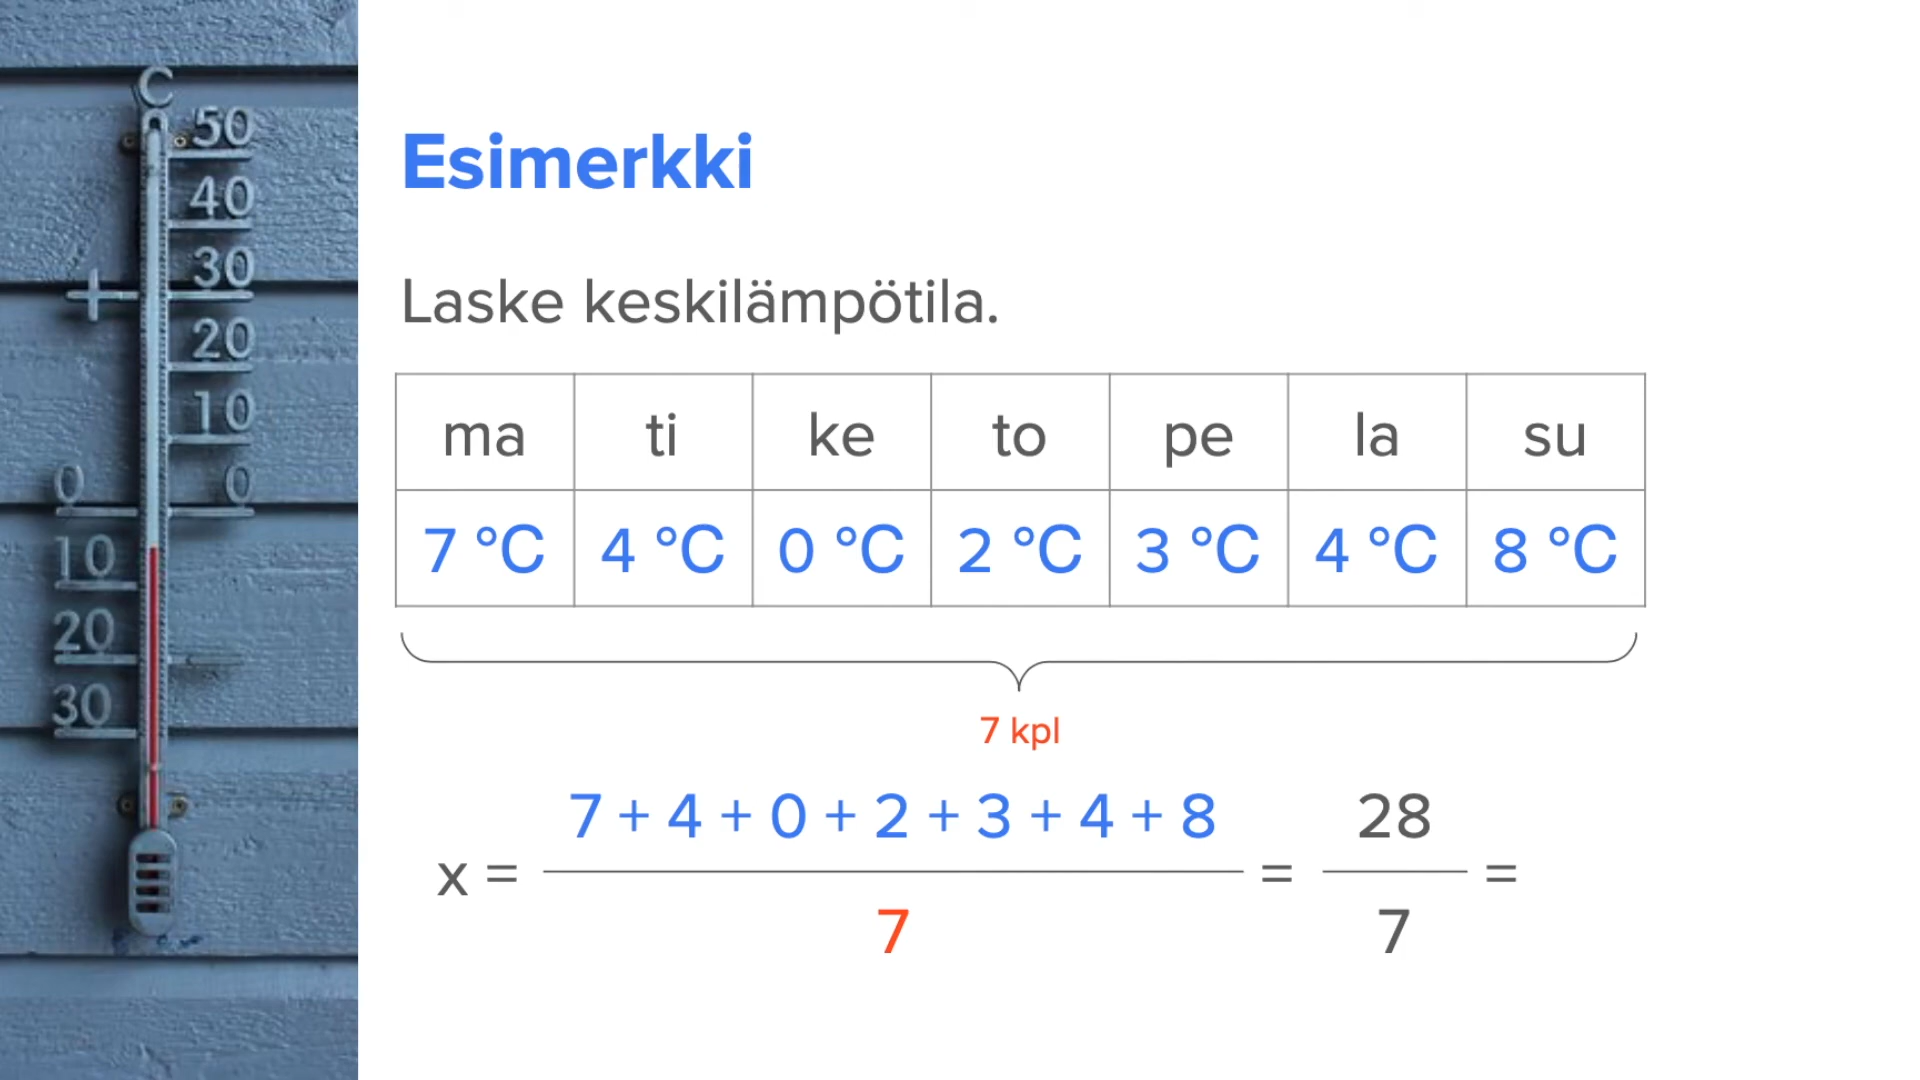 C
50
40
30
20
10
0 0
10
20
30
Esimerkki
Laske keskilämpötila.
ma ti ke to pe la su
7 °C 4 °C 0 °C 2 °C 3 °C 4 °C 8 °C
7 kpl
7 + 4 + 0 + 2 + 3 + 4 + 8 28
x = = =
7 7